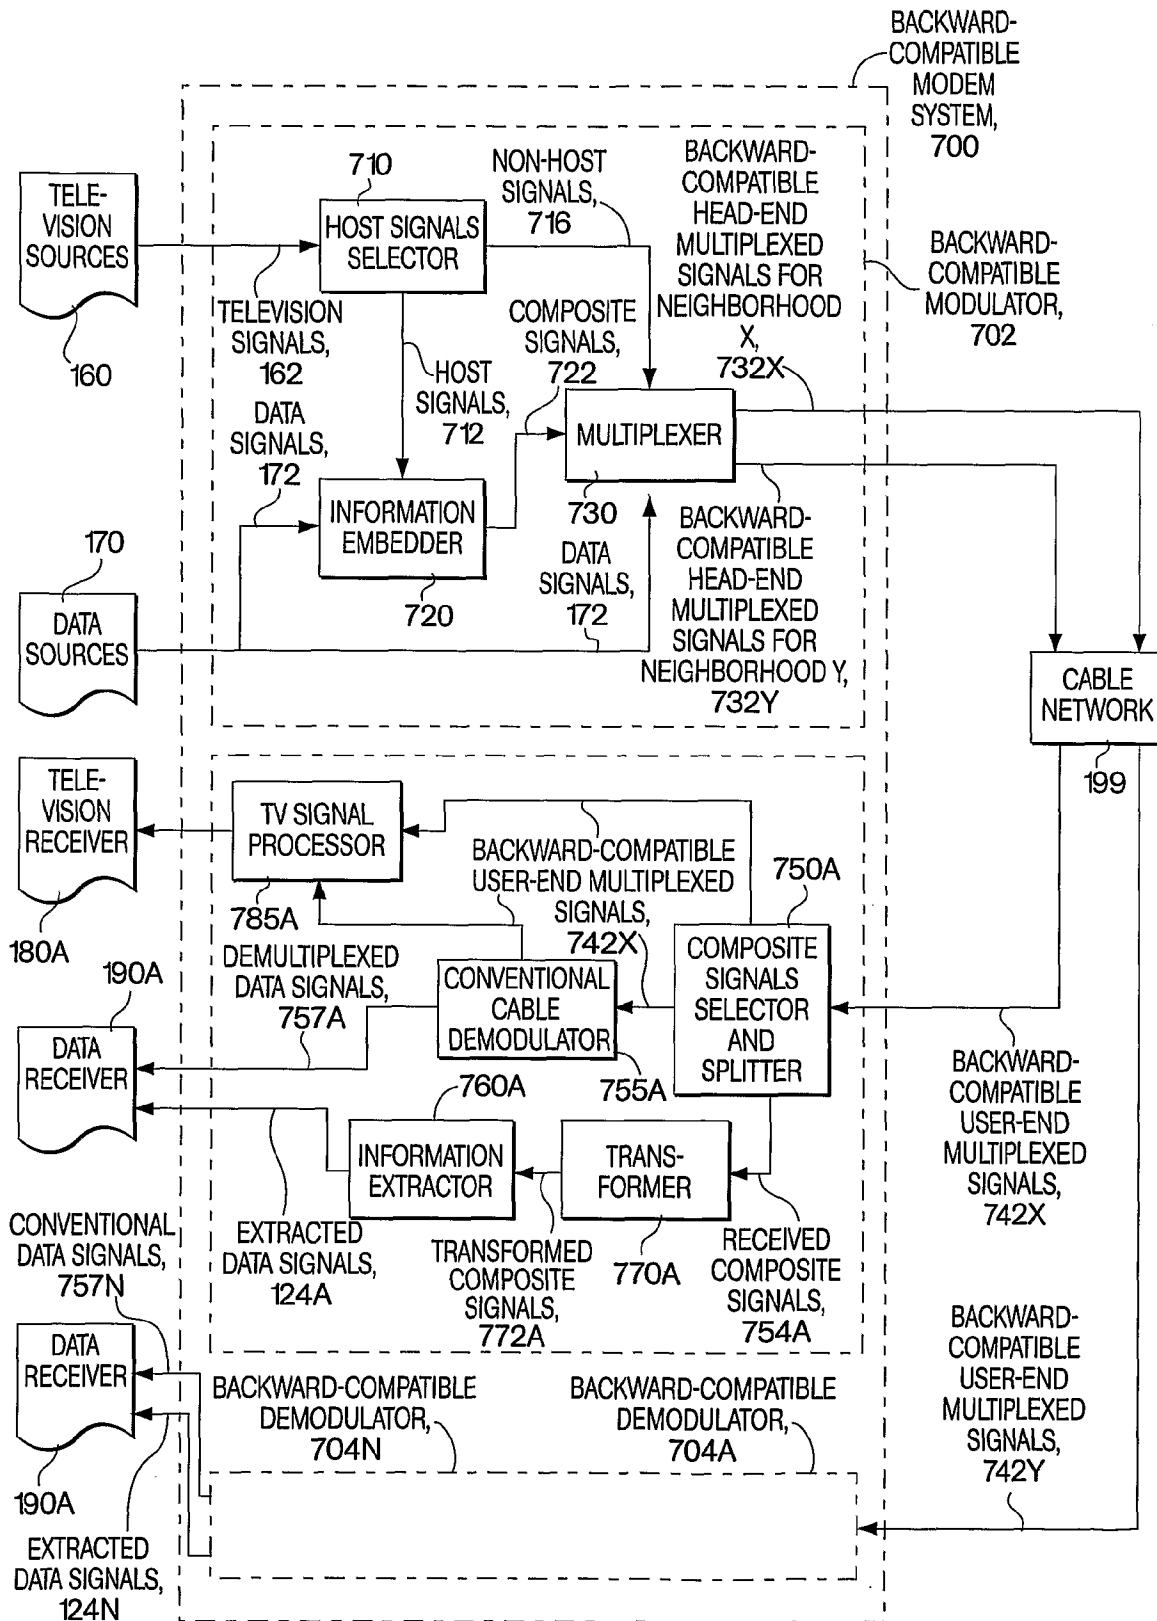 BACKWARD-
COMPATIBLE
MODEM
SYSTEM,
700
TELE-
VISION
SOURCES
160
710
HOST SIGNALS
SELECTOR
NON-HOST
SIGNALS,
716
BACKWARD-
COMPATIBLE
HEAD-END
MULTIPLEXED
SIGNALS FOR
NEIGHBORHOOD
X,
732X
BACKWARD-
COMPATIBLE
MODULATOR,
702
TELEVISION
SIGNALS,
162
HOST
SIGNALS,
712
COMPOSITE
SIGNALS,
722
DATA
SIGNALS,
172
MULTIPLEXER
730
INFORMATION
EMBEDDER
720
170
DATA
SOURCES
DATA
SIGNALS,
172
BACKWARD-
COMPATIBLE
HEAD-END
MULTIPLEXED
SIGNALS FOR
NEIGHBORHOOD Y,
732Y
CABLE
NETWORK
199
TELE-
VISION
RECEIVER
180A
TV SIGNAL
PROCESSOR
785A
BACKWARD-COMPATIBLE
USER-END MULTIPLEXED
SIGNALS,
742X
750A
COMPOSITE
SIGNALS
SELECTOR
AND
SPLITTER
DEMULTIPLEXED
DATA SIGNALS,
757A
CONVENTIONAL
CABLE
DEMODULATOR
755A
190A
DATA
RECEIVER
760A
INFORMATION
EXTRACTOR
TRANS-
FORMER
770A
BACKWARD-
COMPATIBLE
USER-END
MULTIPLEXED
SIGNALS,
742X
EXTRACTED
DATA SIGNALS,
124A
TRANSFORMED
COMPOSITE
SIGNALS,
772A
RECEIVED
COMPOSITE
SIGNALS,
754A
CONVENTIONAL
DATA SIGNALS,
757N
DATA
RECEIVER
190A
EXTRACTED
DATA SIGNALS,
124N
BACKWARD-COMPATIBLE
DEMODULATOR,
704N
BACKWARD-COMPATIBLE
DEMODULATOR,
704A
BACKWARD-
COMPATIBLE
USER-END
MULTIPLEXED
SIGNALS,
742Y